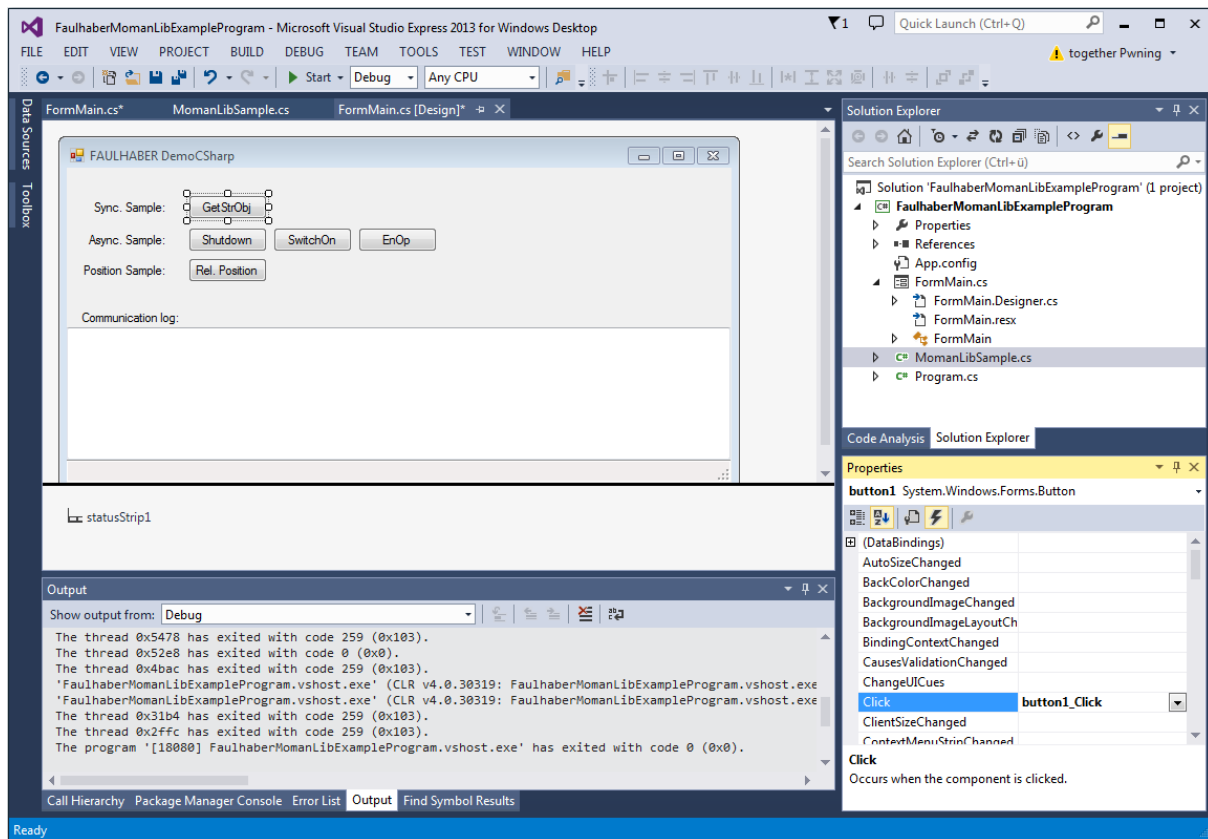 FaulhaberMomanLibExampleProgram - Microsoft Visual Studio Express 2013 for Windows Desktop
1
Quick Launch (Ctrl+Q)
FILE EDIT VIEW PROJECT BUILD DEBUG TEAM TOOLS TEST WINDOW HELP
together Pwning
Start Debug Any CPU
Data Sources
Toolbox
FormMain.cs* MomanLibSample.cs FormMain.cs [Design]*
FAULHABER DemoCSharp
Sync. Sample: GetStrObj
Async. Sample: Shutdown SwitchOn EnOp
Position Sample: Rel. Position
Communication log:
statusStrip1
Output
Show output from: Debug
The thread 0x5478 has exited with code 259 (0x103).
The thread 0x52e8 has exited with code 0 (0x0).
The thread 0x4bac has exited with code 259 (0x103).
'FaulhaberMomanLibExampleProgram.vshost.exe' (CLR v4.0.30319: FaulhaberMomanLibExampleProgram.vshost.exe
'FaulhaberMomanLibExampleProgram.vshost.exe' (CLR v4.0.30319: FaulhaberMomanLibExampleProgram.vshost.exe
The thread 0x31b4 has exited with code 259 (0x103).
The thread 0x2ffc has exited with code 259 (0x103).
The program '[18080] FaulhaberMomanLibExampleProgram.vshost.exe' has exited with code 0 (0x0).
Call Hierarchy Package Manager Console Error List Output Find Symbol Results
Ready
Solution Explorer
Search Solution Explorer (Ctrl+ü)
Solution 'FaulhaberMomanLibExampleProgram' (1 project)
C# FaulhaberMomanLibExampleProgram
Properties
References
App.config
FormMain.cs
FormMain.Designer.cs
FormMain.resx
FormMain
C# MomanLibSample.cs
C# Program.cs
Code Analysis Solution Explorer
Properties
button1 System.Windows.Forms.Button
(DataBindings)
AutoSizeChanged
BackColorChanged
BackgroundImageChanged
BackgroundImageLayoutCh
BindingContextChanged
CausesValidationChanged
ChangeUICues
Click button1_Click
ClientSizeChanged
ContextMenuStripChanged
Click
Occurs when the component is clicked.